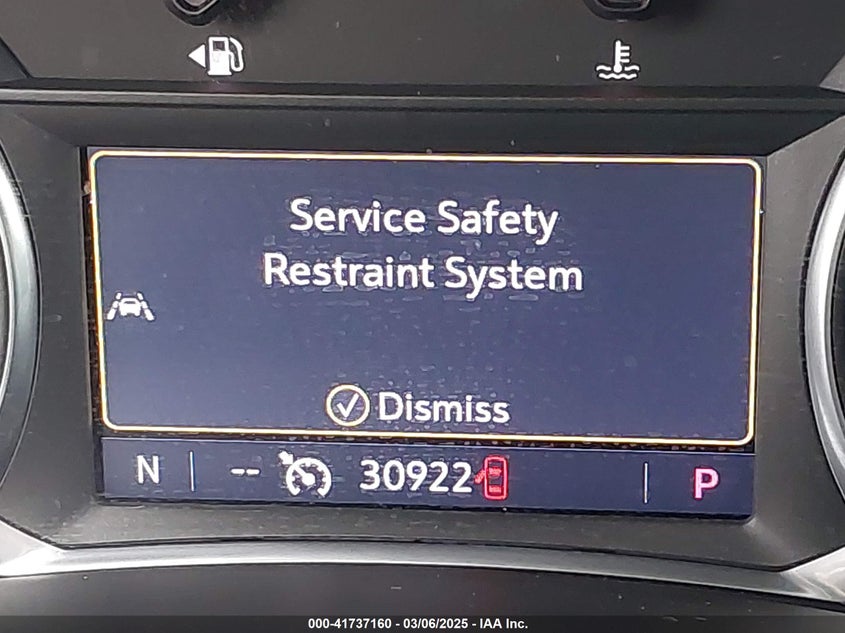 Service Safety
Restraint System
Dismiss
N -- 30922 P
000-41737160 - 03/06/2025 - IAA Inc.